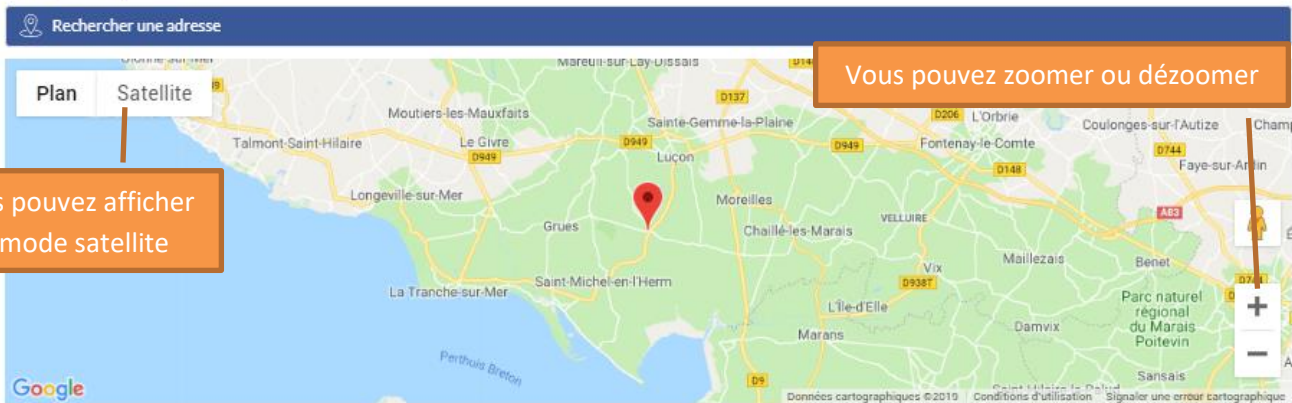 Rechercher une adresse
Mareuil-sur-Lay-Dissais
Plan Satellite
Vous pouvez zoomer ou dézoomer
D137
D206 L'Orbrie
Moutiers-les-Mauxfaits
Sainte-Gemme-la-Plaine
Coulonges-sur-l'Autize
Talmont-Saint-Hilaire
Le Givre
D949
D949
D949
Fontenay-le-Comte
D744
Luçon
D148
Faye-sur-Ardin
Longeville-sur-Mer
pouvez afficher
mode satellite
Moreilles
VELLUIRE
A83
Grues
Chaillé-les-Marais
Maillezais
Benet
Vix
D938T
La Tranche-sur-Mer
Saint-Michel-en-l'Herm
L'Île-d'Elle
Parc naturel
régional
du Marais
Poitevin
+
Damvix
Marans
Perthuis Breton
−
Sansais
D9
Google
Données cartographiques ©2019 Conditions d'utilisation Signaler une erreur cartographique